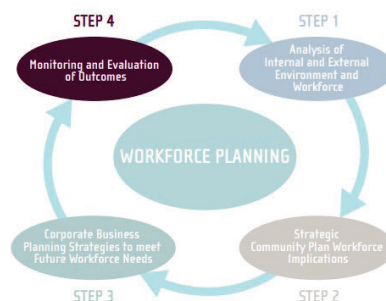 STEP 4
STEP 1
Monitoring and Evaluation
of Outcomes
Analysis of
Internal and External
Environment and
Workforce
WORKFORCE PLANNING
Corporate Business
Planning Strategies to meet
Future Workforce Needs
Strategic
Community Plan Workforce
Implications
STEP 3
STEP 2